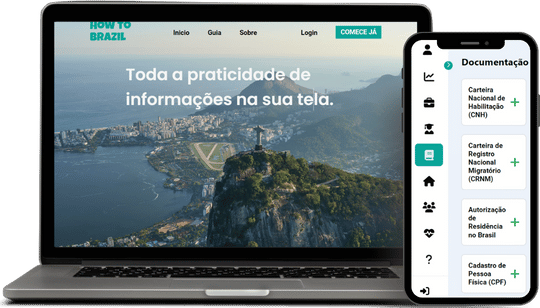 HOW TO
BRAZIL
Início
Guia
Sobre
Login
COMECE JÁ
Toda a praticidade de
informações na sua tela.
Documentação
Carteira
Nacional de
Habilitação
(CNH)
Carteira de
Registro
Nacional
Migratório
(CRNM)
Autorização
de
Residência
no Brasil
Cadastro de
Pessoa
Física (CPF)